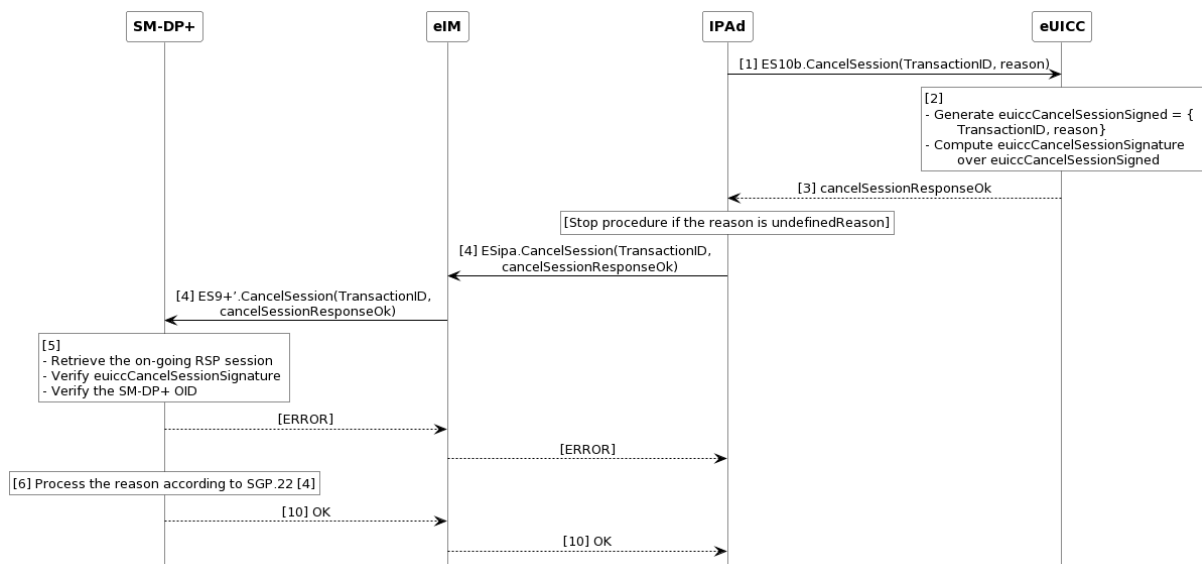 SM-DP+
eIM
IPAd
eUICC
[1] ES10b.CancelSession(TransactionID, reason)
[2]
- Generate euiccCancelSessionSigned = {
TransactionID, reason}
- Compute euiccCancelSessionSignature
over euiccCancelSessionSigned
[3] cancelSessionResponseOk
[Stop procedure if the reason is undefinedReason]
[4] ESipa.CancelSession(TransactionID,
cancelSessionResponseOk)
[4] ES9+’.CancelSession(TransactionID,
cancelSessionResponseOk)
[5]
- Retrieve the on-going RSP session
- Verify euiccCancelSessionSignature
- Verify the SM-DP+ OID
[ERROR]
[ERROR]
[6] Process the reason according to SGP.22 [4]
[10] OK
[10] OK